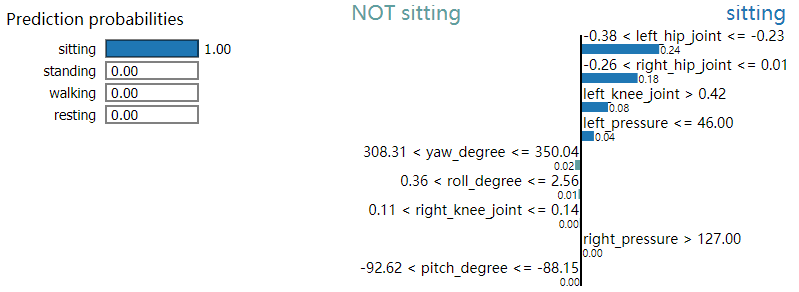 Prediction probabilities
sitting 1.00
standing 0.00
walking 0.00
resting 0.00
NOT sitting
sitting
-0.38 < left_hip_joint <= -0.23
0.24
-0.26 < right_hip_joint <= 0.01
0.18
left_knee_joint > 0.42
0.08
left_pressure <= 46.00
0.04
308.31 < yaw_degree <= 350.04
0.02
0.36 < roll_degree <= 2.56
0.01
0.11 < right_knee_joint <= 0.14
0.00
right_pressure > 127.00
0.00
-92.62 < pitch_degree <= -88.15
0.00